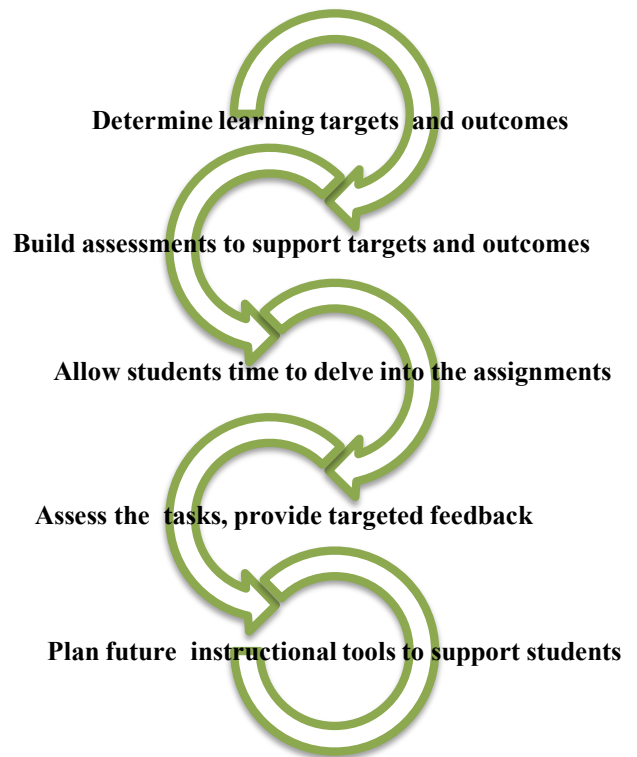 Determine learning targets and outcomes
Build assessments to support targets and outcomes
Allow students time to delve into the assignments
Assess the tasks, provide targeted feedback
Plan future instructional tools to support students